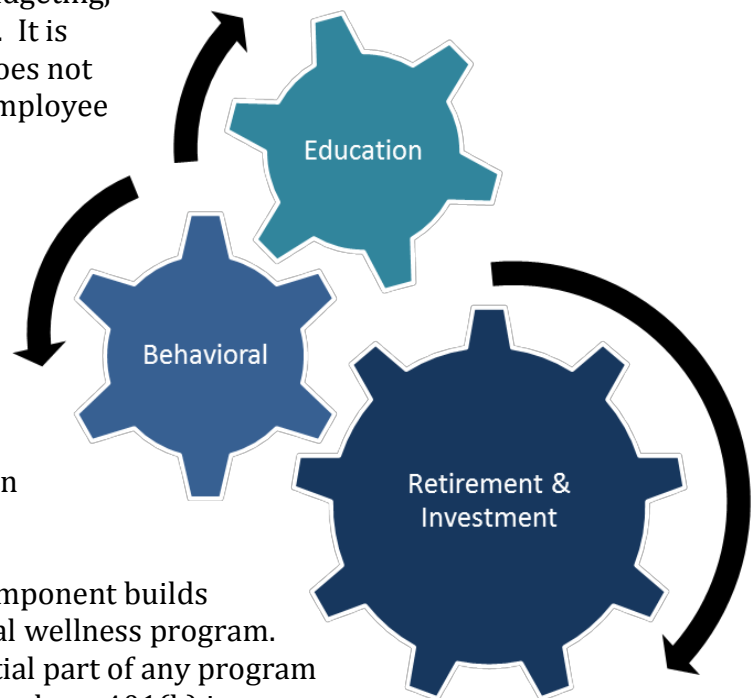 It is
oes not
mployee
Education
Behavioral
Retirement &
Investment
n
mponent builds
al wellness program.
tial part of any program